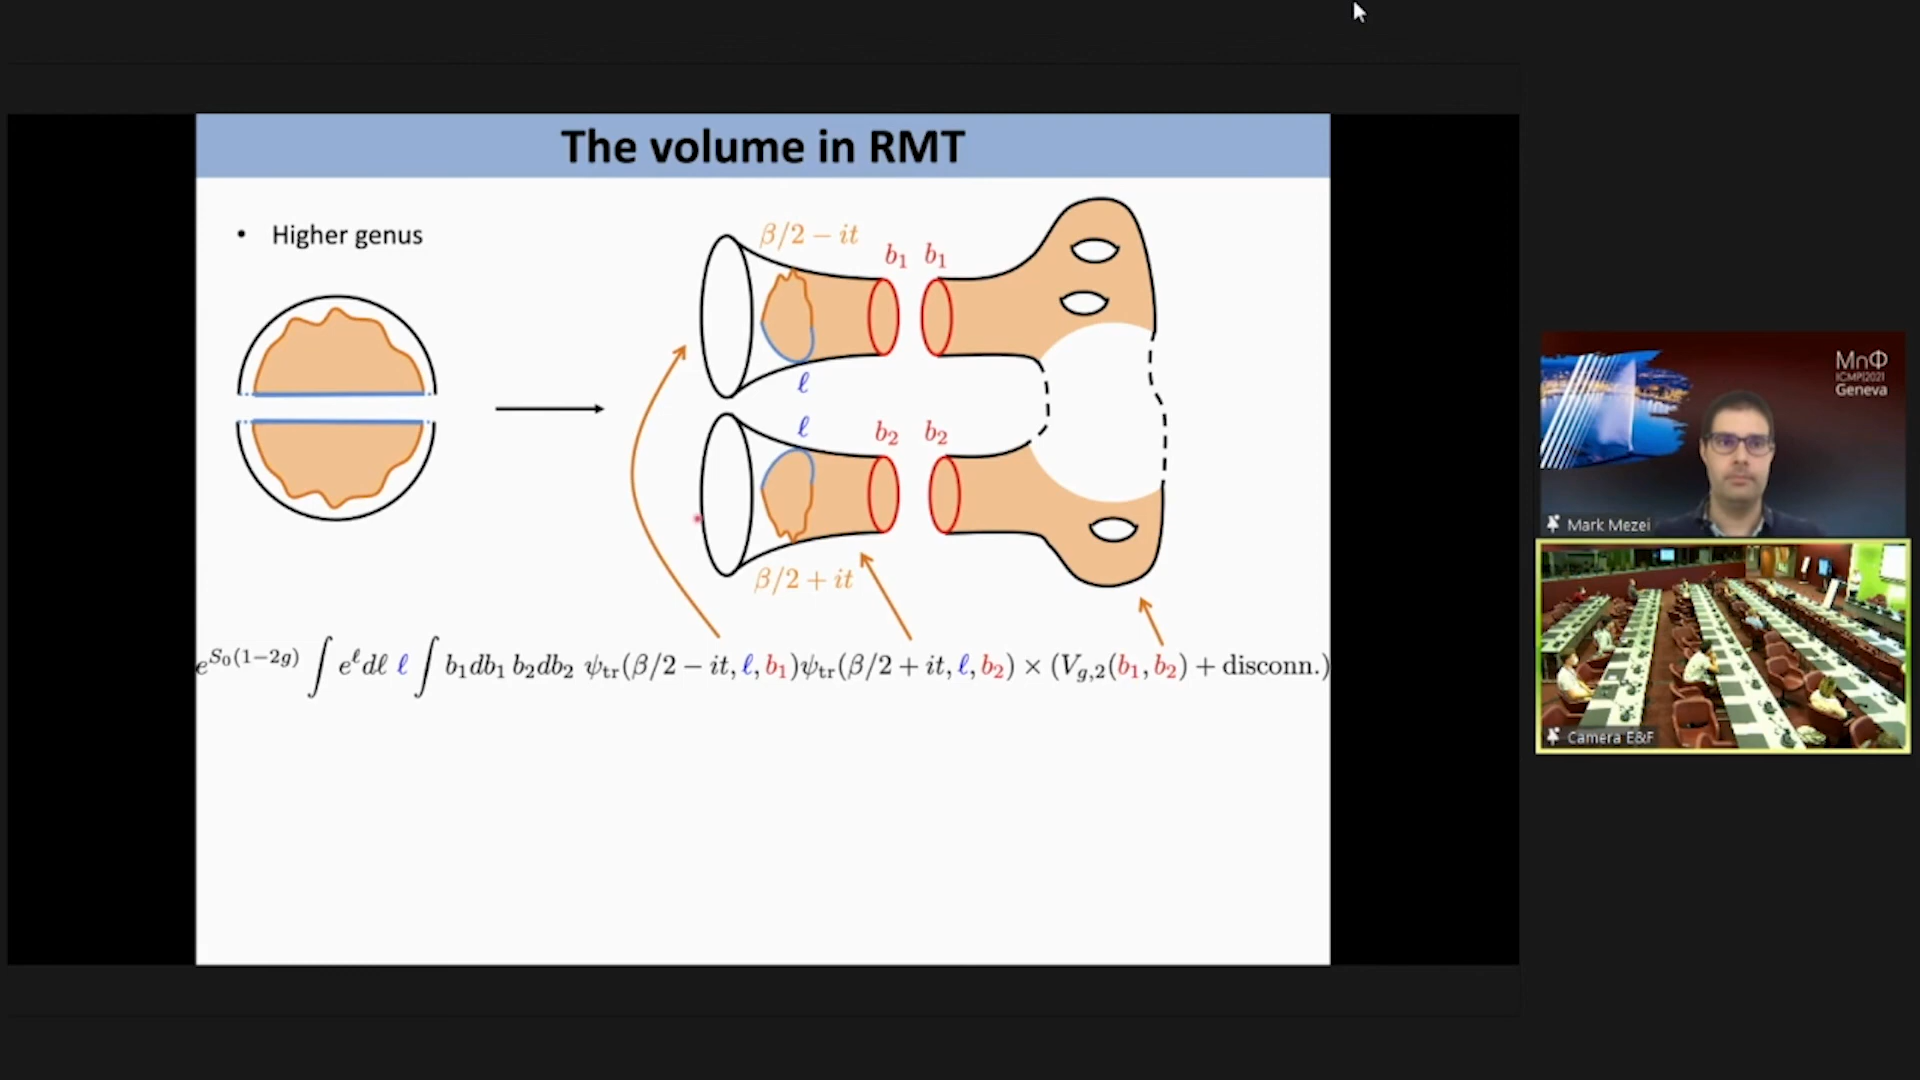 The volume in RMT
• Higher genus
β/2 − it
b₁ b₁
ℓ
ℓ
b₂ b₂
β/2 + it
e^{S₀(1−2g)} ∫ e^ℓ dℓ ℓ ∫ b₁db₁ b₂db₂ ψ_tr(β/2 − it, ℓ, b₁)ψ_tr(β/2 + it, ℓ, b₂) × (V_{g,2}(b₁, b₂) + disconn.)
MnΦ
ICMP|2021
Geneva
Mark Mezei
Camera E&F